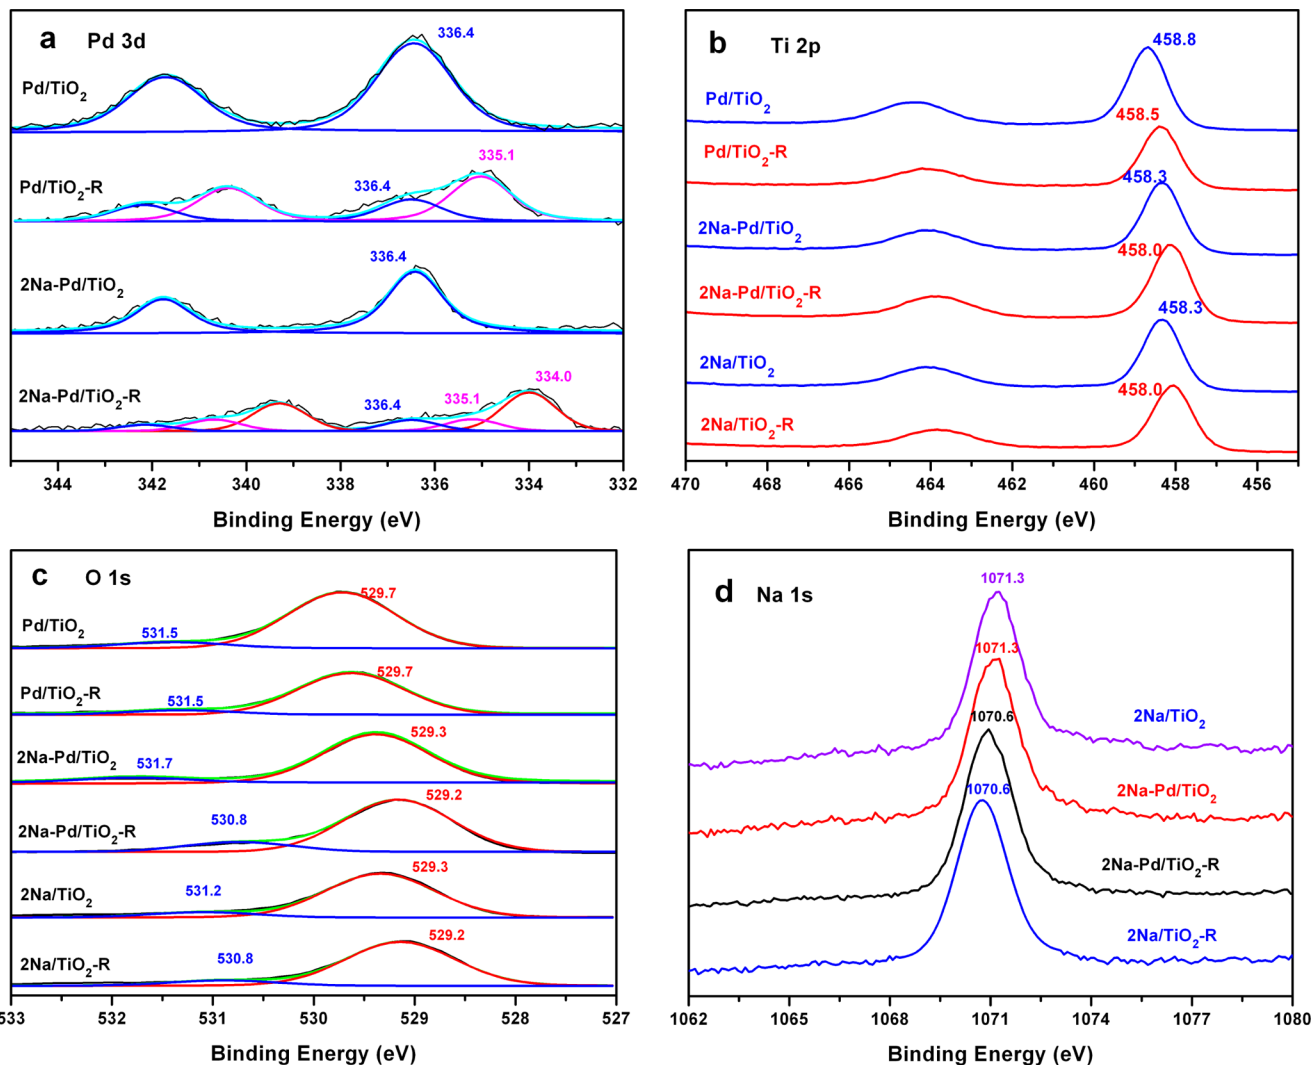 a Pd 3d
336.4
Pd/TiO2
335.1
Pd/TiO2-R
336.4
336.4
2Na-Pd/TiO2
334.0
335.1
336.4
2Na-Pd/TiO2-R
344 342 340 338 336 334 332
Binding Energy (eV)
b Ti 2p
458.8
Pd/TiO2
458.5
Pd/TiO2-R
458.3
2Na-Pd/TiO2
458.0
2Na-Pd/TiO2-R
458.3
2Na/TiO2
458.0
2Na/TiO2-R
470 468 466 464 462 460 458 456
Binding Energy (eV)
c O 1s
529.7
Pd/TiO2
531.5
529.7
Pd/TiO2-R
531.5
529.3
2Na-Pd/TiO2
531.7
529.2
530.8
2Na-Pd/TiO2-R
529.3
531.2
2Na/TiO2
529.2
530.8
2Na/TiO2-R
533 532 531 530 529 528 527
Binding Energy (eV)
d Na 1s
1071.3
1071.3
2Na/TiO2
1070.6
2Na-Pd/TiO2
1070.6
2Na-Pd/TiO2-R
2Na/TiO2-R
1062 1065 1068 1071 1074 1077 1080
Binding Energy (eV)